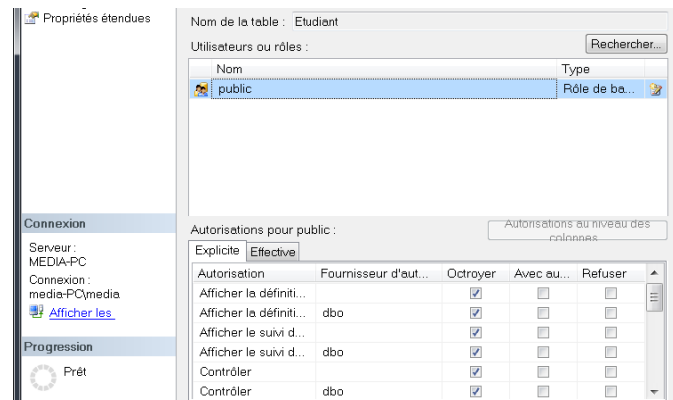 Propriétés étendues
Connexion
Serveur :
MEDIA-PC
Connexion :
media-PC\media
Afficher les
Progression
Prêt
Nom de la table : Etudiant
Utilisateurs ou rôles : Rechercher...
Nom Type
public Rôle de ba...
Autorisations pour public : Autorisations au niveau des
colonnes
Explicite Effective
Autorisation Fournisseur d'aut... Octroyer Avec au... Refuser
Afficher la définiti...
Afficher la définiti... dbo
Afficher le suivi d...
Afficher le suivi d... dbo
Contrôler
Contrôler dbo